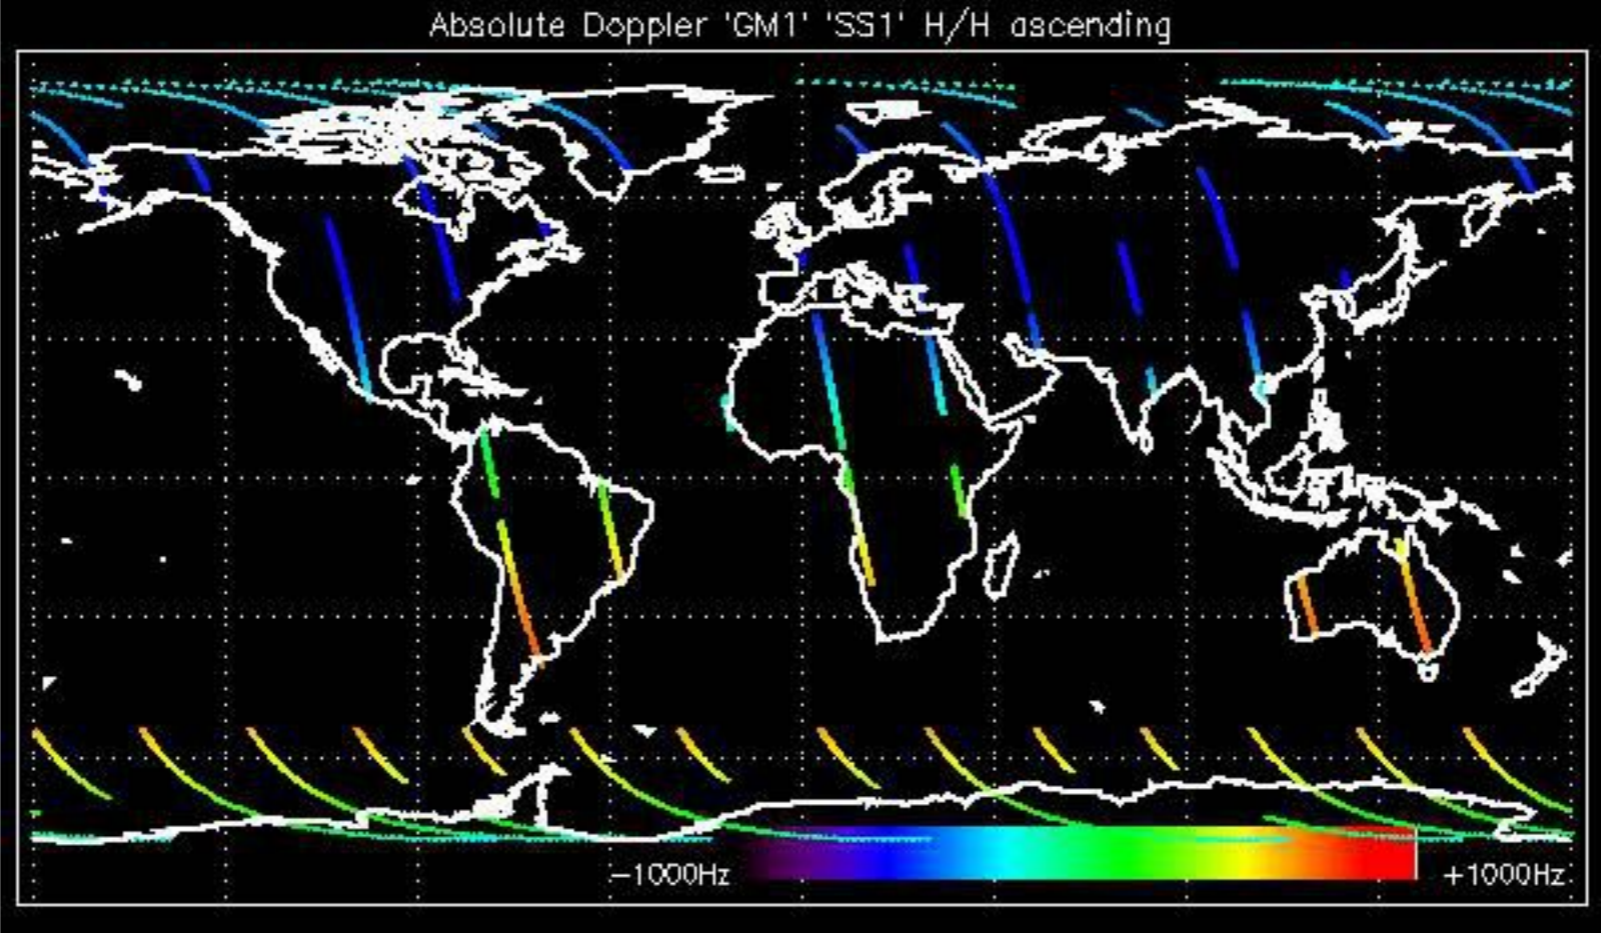 Absolute Doppler 'GM1' 'SS1' H/H ascending
-1000Hz +1000Hz